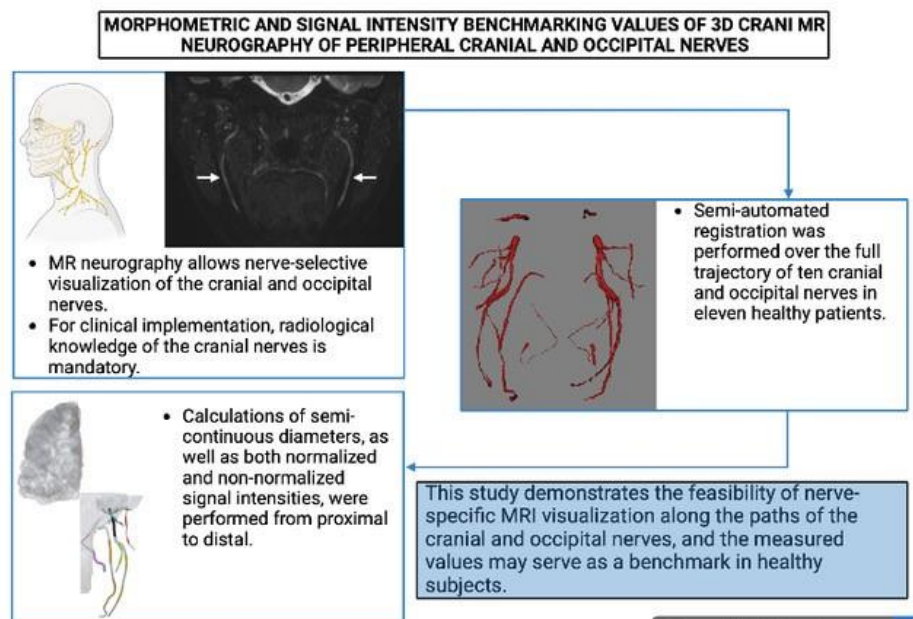 MORPHOMETRIC AND SIGNAL INTENSITY BENCHMARKING VALUES OF 3D CRANI MR
NEUROGRAPHY OF PERIPHERAL CRANIAL AND OCCIPITAL NERVES
• MR neurography allows nerve-selective
visualization of the cranial and occipital
nerves.
• For clinical implementation, radiological
knowledge of the cranial nerves is
mandatory.
• Semi-automated
registration was
performed over the full
trajectory of ten cranial
and occipital nerves in
eleven healthy patients.
• Calculations of semi-
continuous diameters, as
well as both normalized
and non-normalized
signal intensities, were
performed from proximal
to distal.
This study demonstrates the feasibility of nerve-
specific MRI visualization along the paths of the
cranial and occipital nerves, and the measured
values may serve as a benchmark in healthy
subjects.